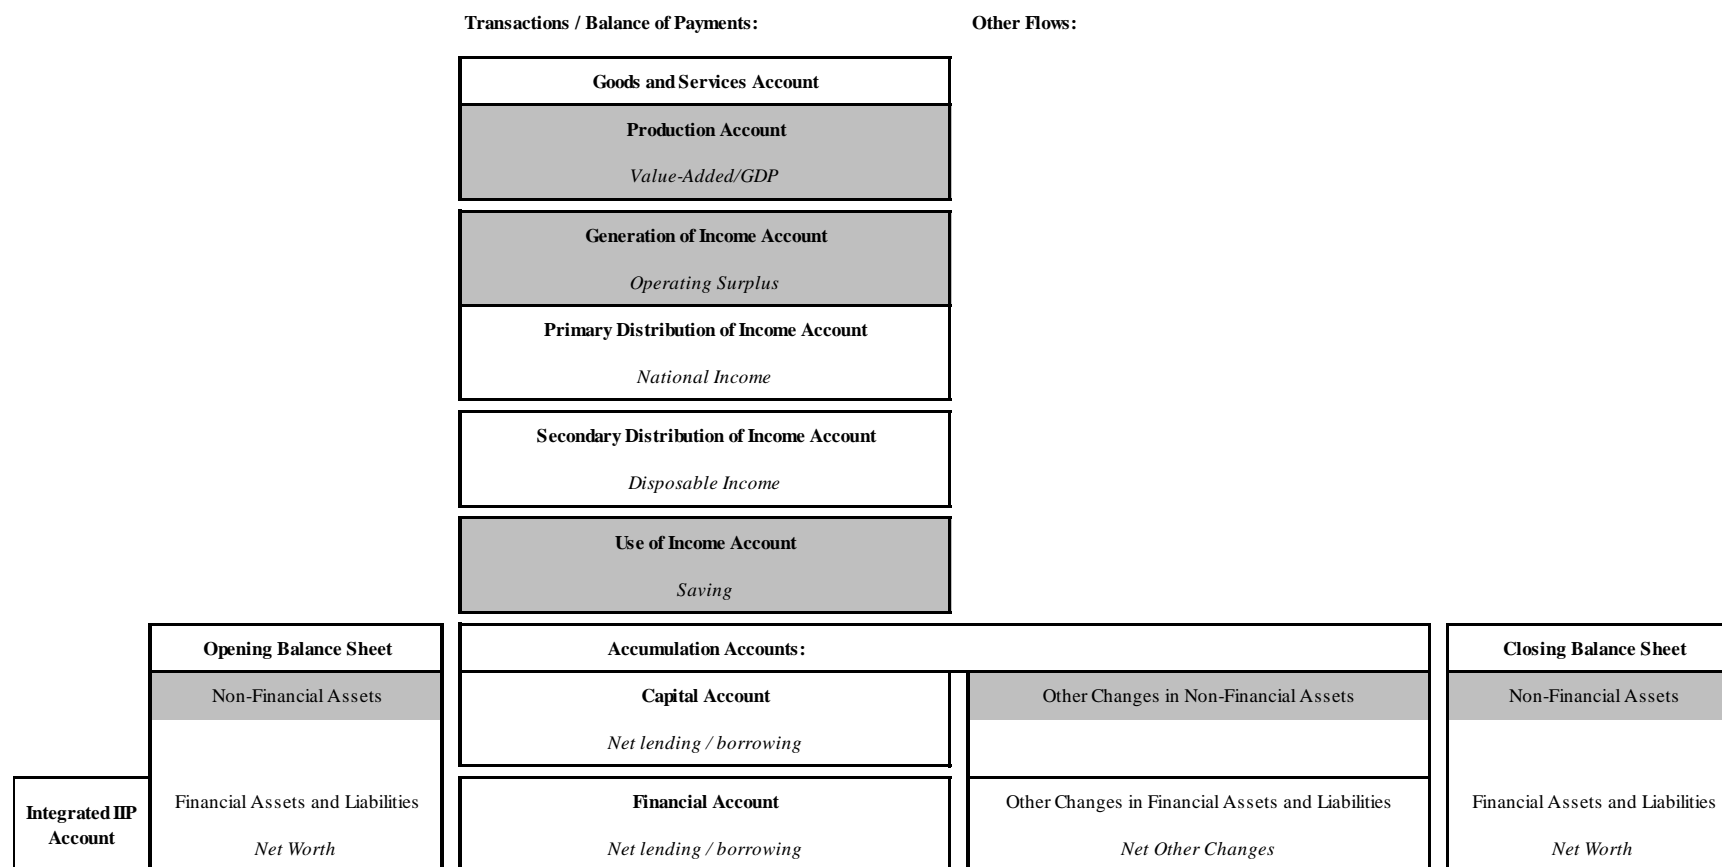 Transactions / Balance of Payments:
Other Flows:
Goods and Services Account
Production Account
Value-Added/GDP
Generation of Income Account
Operating Surplus
Primary Distribution of Income Account
National Income
Secondary Distribution of Income Account
Disposable Income
Use of Income Account
Saving
Opening Balance Sheet
Accumulation Accounts:
Closing Balance Sheet
Non-Financial Assets
Capital Account
Other Changes in Non-Financial Assets
Non-Financial Assets
Net lending / borrowing
Integrated IIP
Account
Financial Assets and Liabilities
Financial Account
Other Changes in Financial Assets and Liabilities
Financial Assets and Liabilities
Net Worth
Net lending / borrowing
Net Other Changes
Net Worth